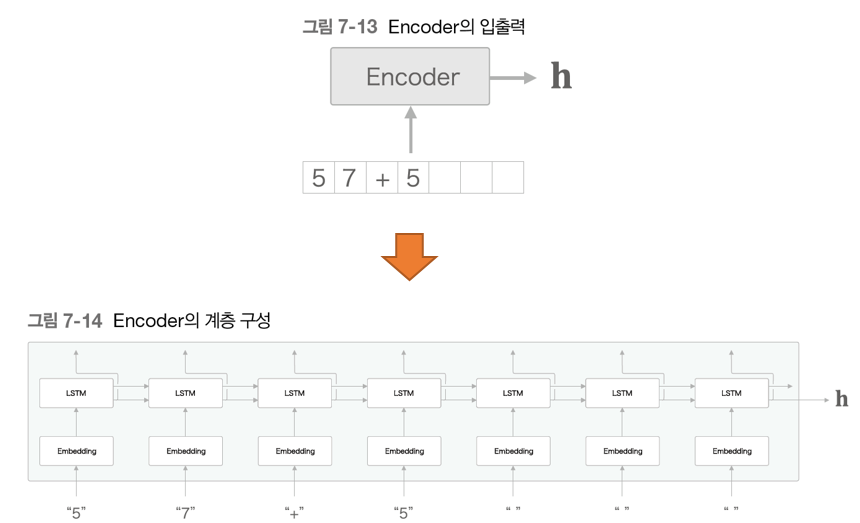 그림 7-13 Encoder의 입출력
Encoder
h
5 7 + 5
그림 7-14 Encoder의 계층 구성
LSTM LSTM LSTM LSTM LSTM LSTM LSTM
h
Embedding Embedding Embedding Embedding Embedding Embedding Embedding
“5” “7” “+” “5” “ ” “ ” “ ”